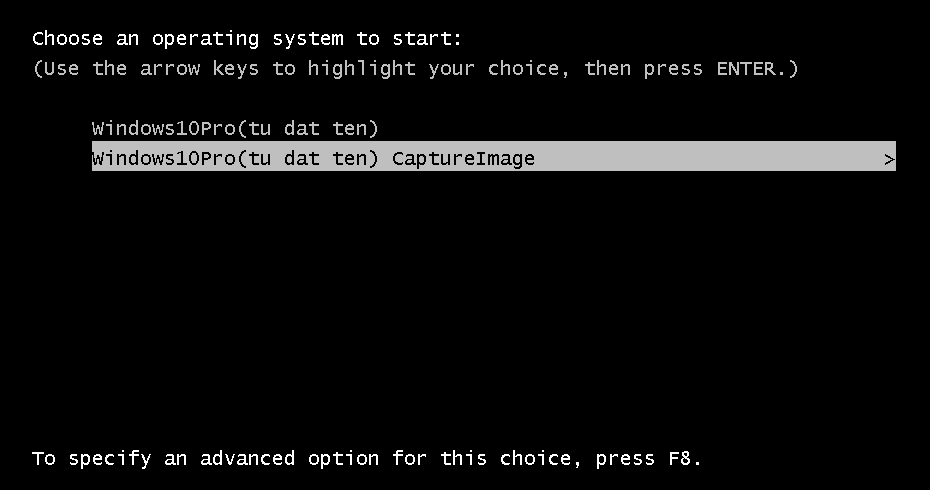 Choose an operating system to start:
(Use the arrow keys to highlight your choice, then press ENTER.)
Windows10Pro(tu dat ten)
Windows10Pro(tu dat ten) CaptureImage >
To specify an advanced option for this choice, press F8.